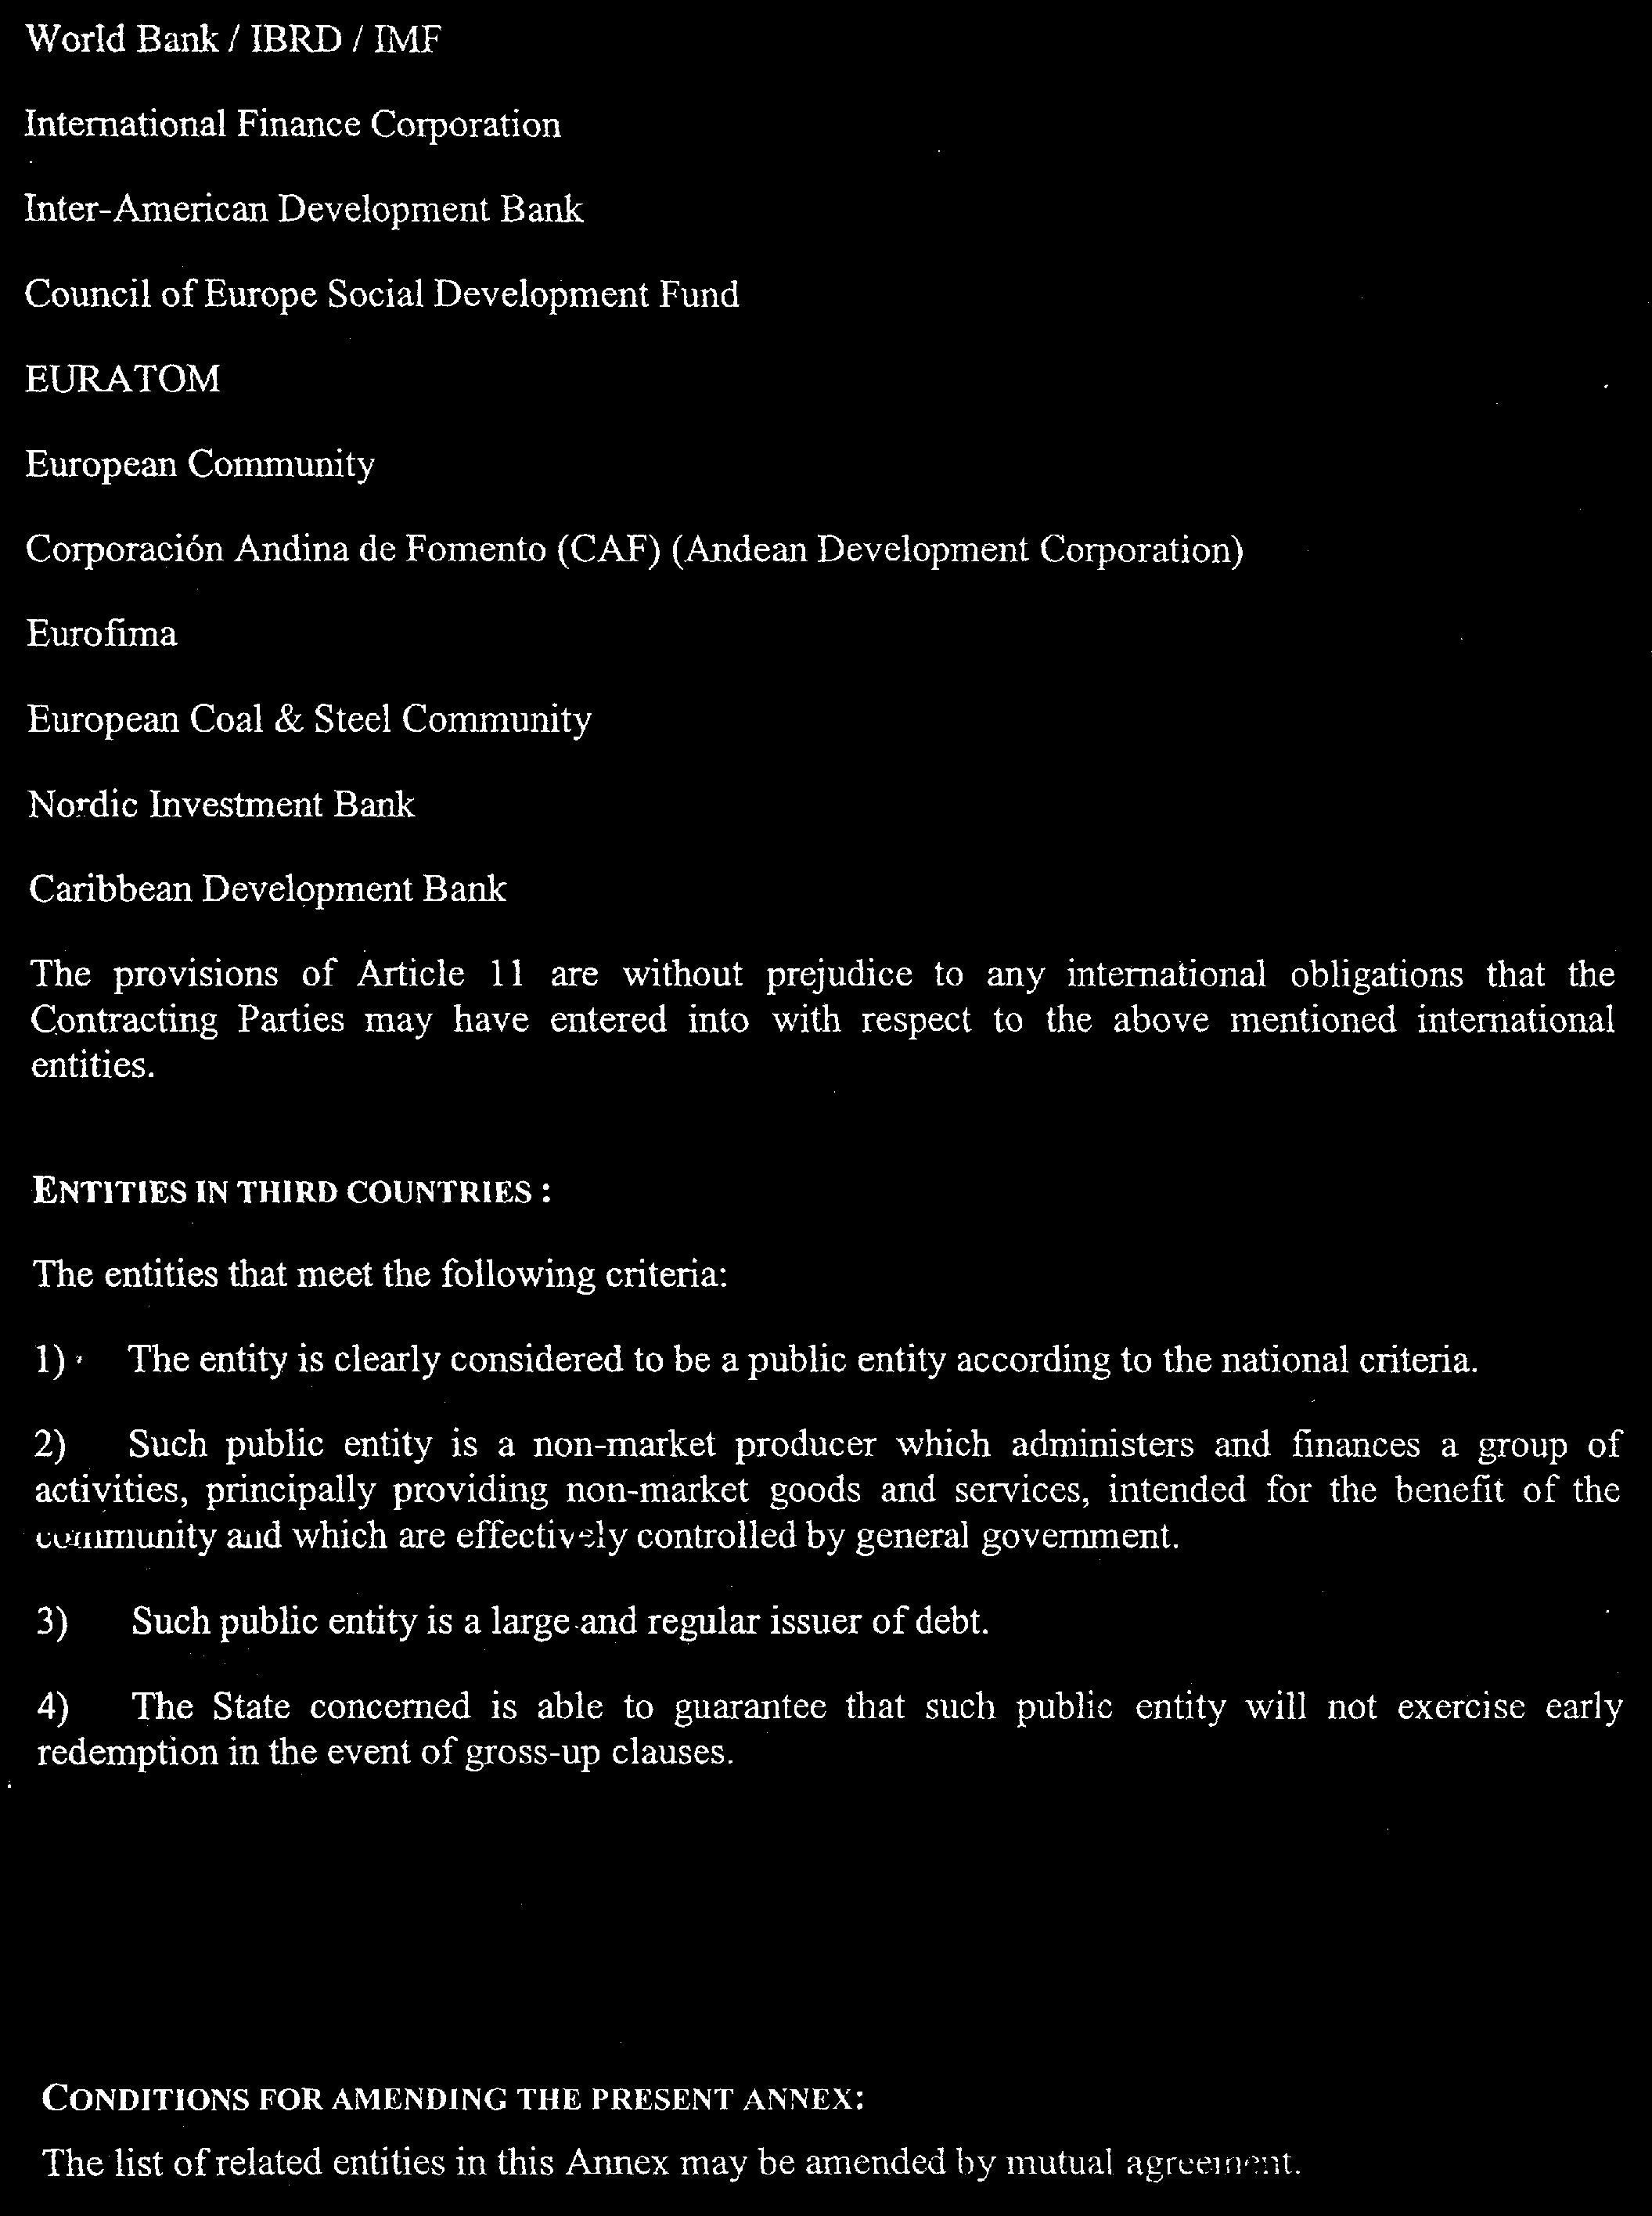 World Bank / IBRD / IMF
International Finance Corporation
Inter-American Development Bank
Council of Europe Social Development Fund
EURATOM
European Community
Corporación Andina de Fomento (CAF) (Andean Development Corporation)
Eurofima
European Coal & Steel Community
Nordic Investment Bank
Caribbean Development Bank
The provisions of Article 11 are without prejudice to any international obligations that the
Contracting Parties may have entered into with respect to the above mentioned international
entities.
ENTITIES IN THIRD COUNTRIES :
The entities that meet the following criteria:
1) The entity is clearly considered to be a public entity according to the national criteria.
2) Such public entity is a non-market producer which administers and finances a group of
activities, principally providing non-market goods and services, intended for the benefit of the
community and which are effectively controlled by general government.
3) Such public entity is a large and regular issuer of debt.
4) The State concerned is able to guarantee that such public entity will not exercise early
redemption in the event of gross-up clauses.
CONDITIONS FOR AMENDING THE PRESENT ANNEX:
The list of related entities in this Annex may be amended by mutual agreement.